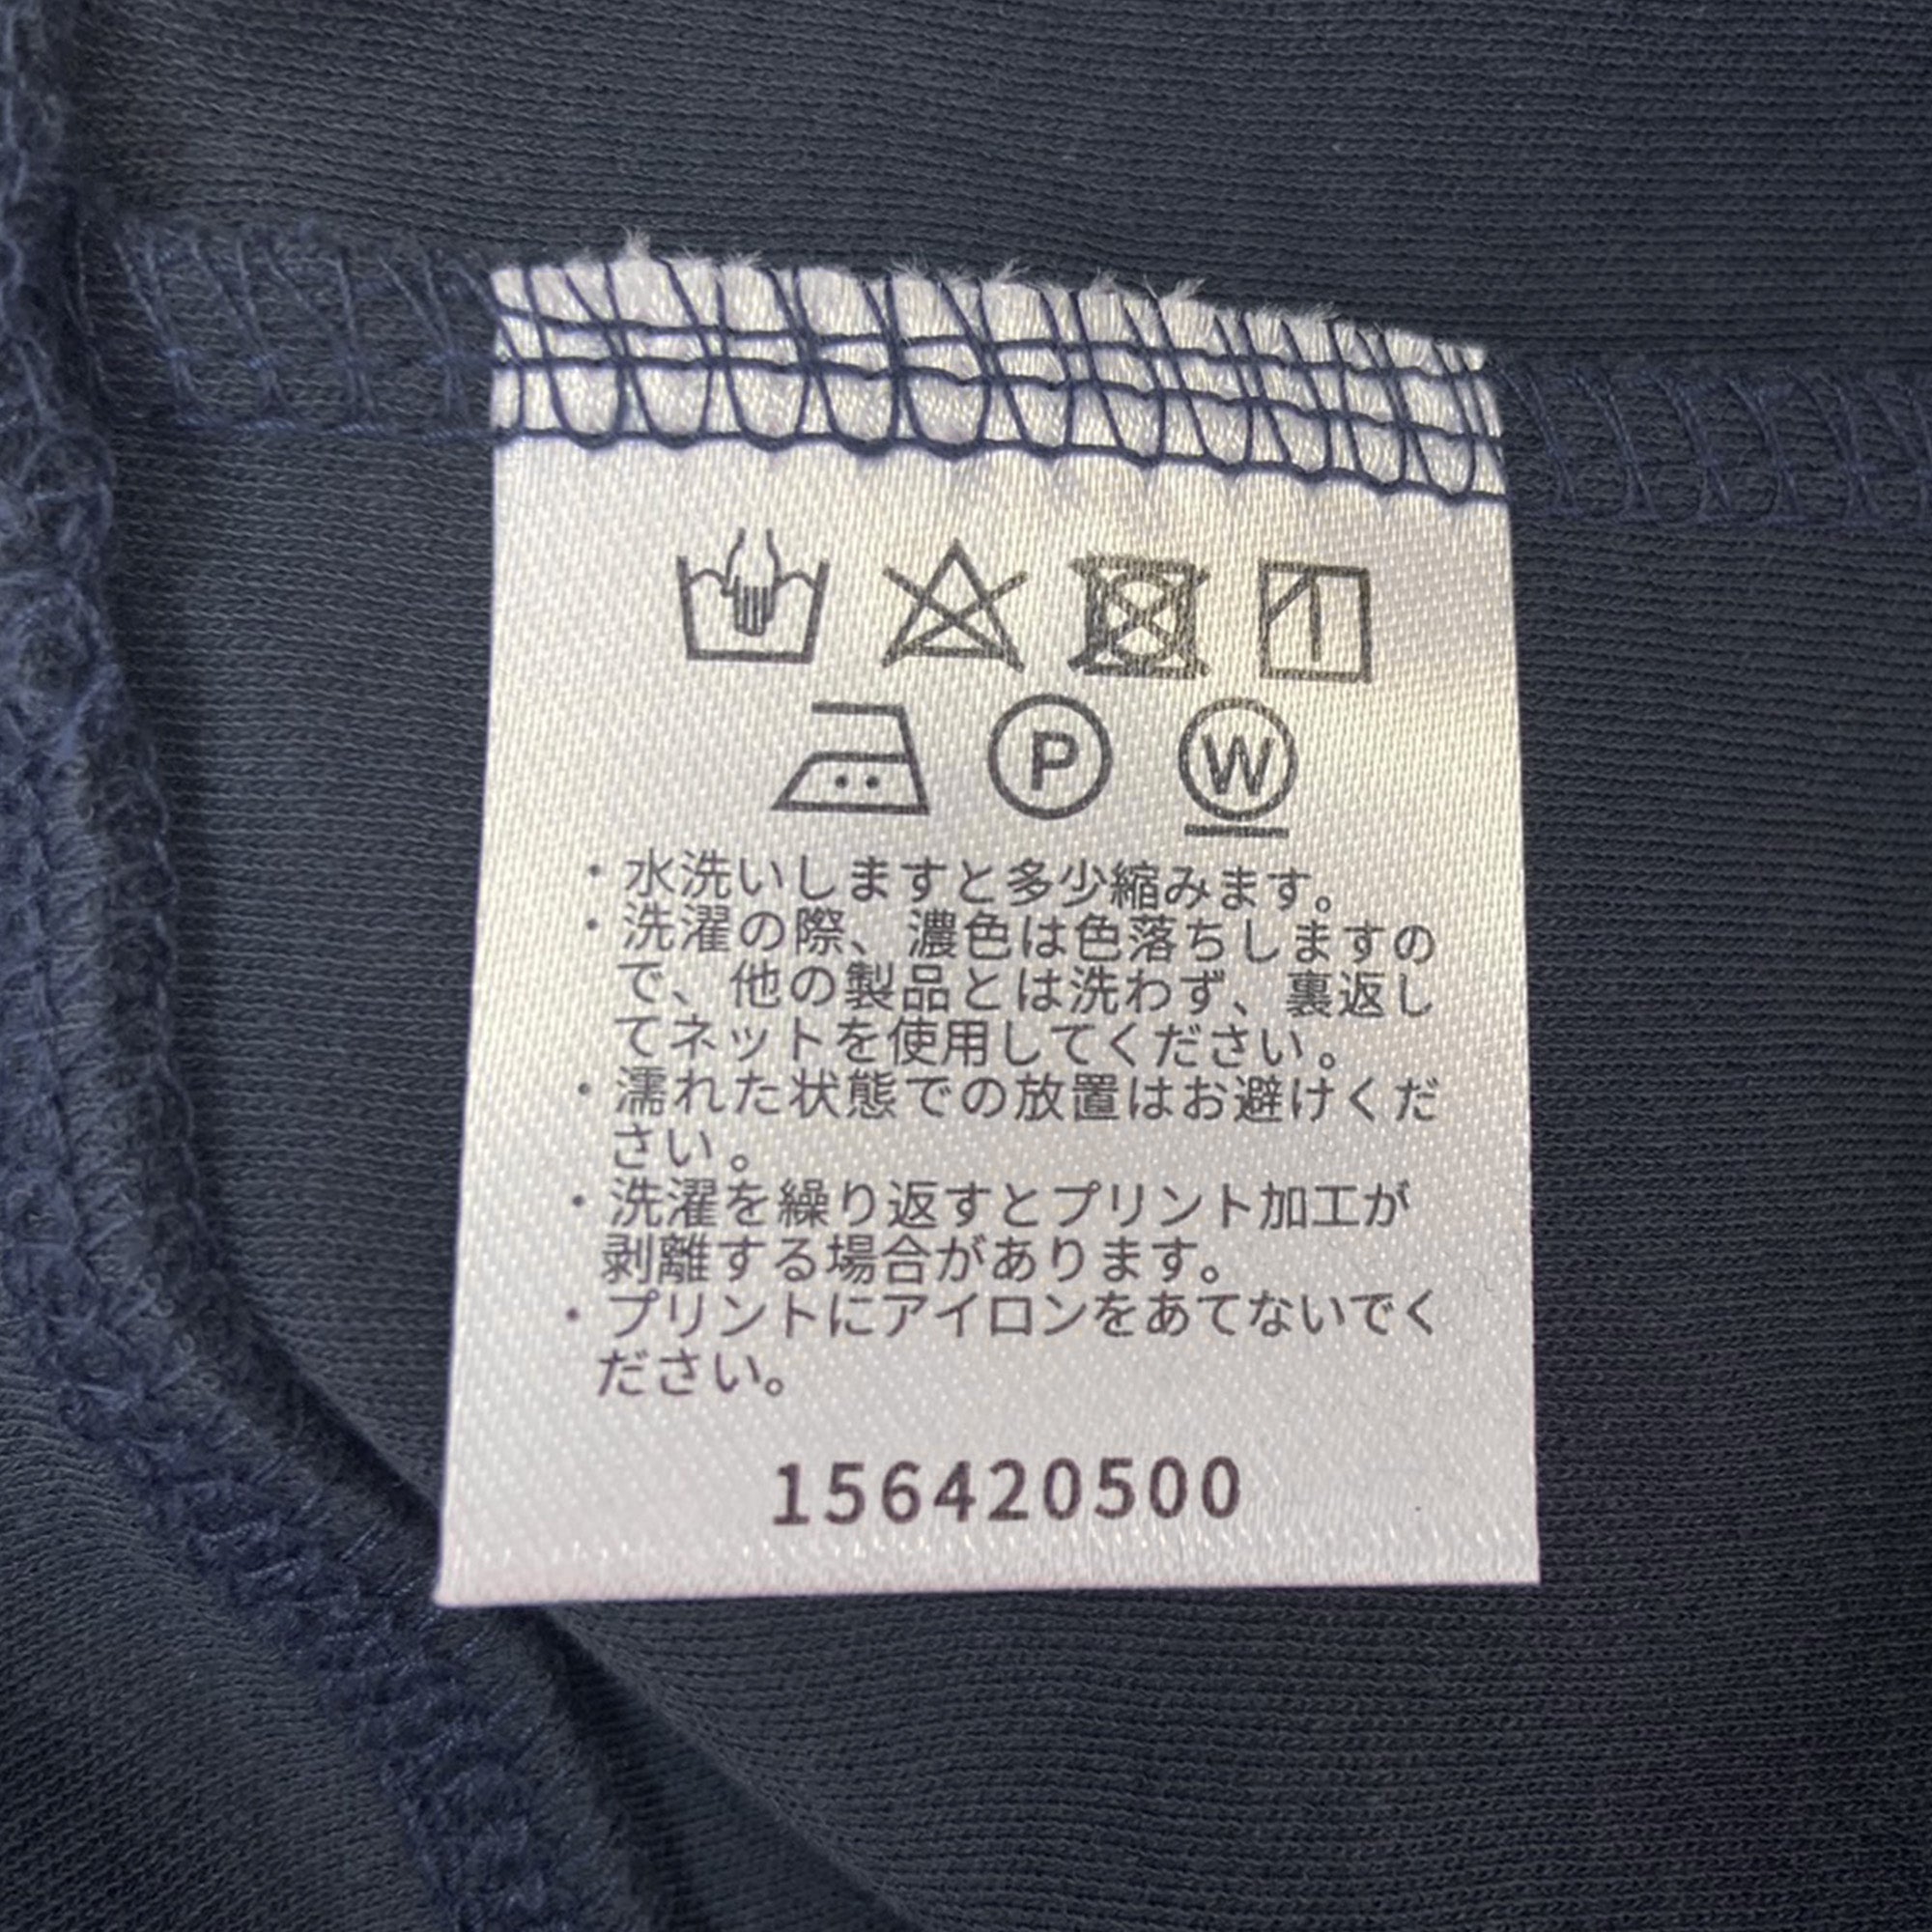 P W
・水洗いしますと多少縮みます。
・洗濯の際、濃色は色落ちしますの
で、他の製品とは洗わず、裏返し
てネットを使用してください。
・濡れた状態での放置はお避けくだ
さい。
・洗濯を繰り返すとプリント加工が
剥離する場合があります。
・プリントにアイロンをあてないでく
ださい。
156420500